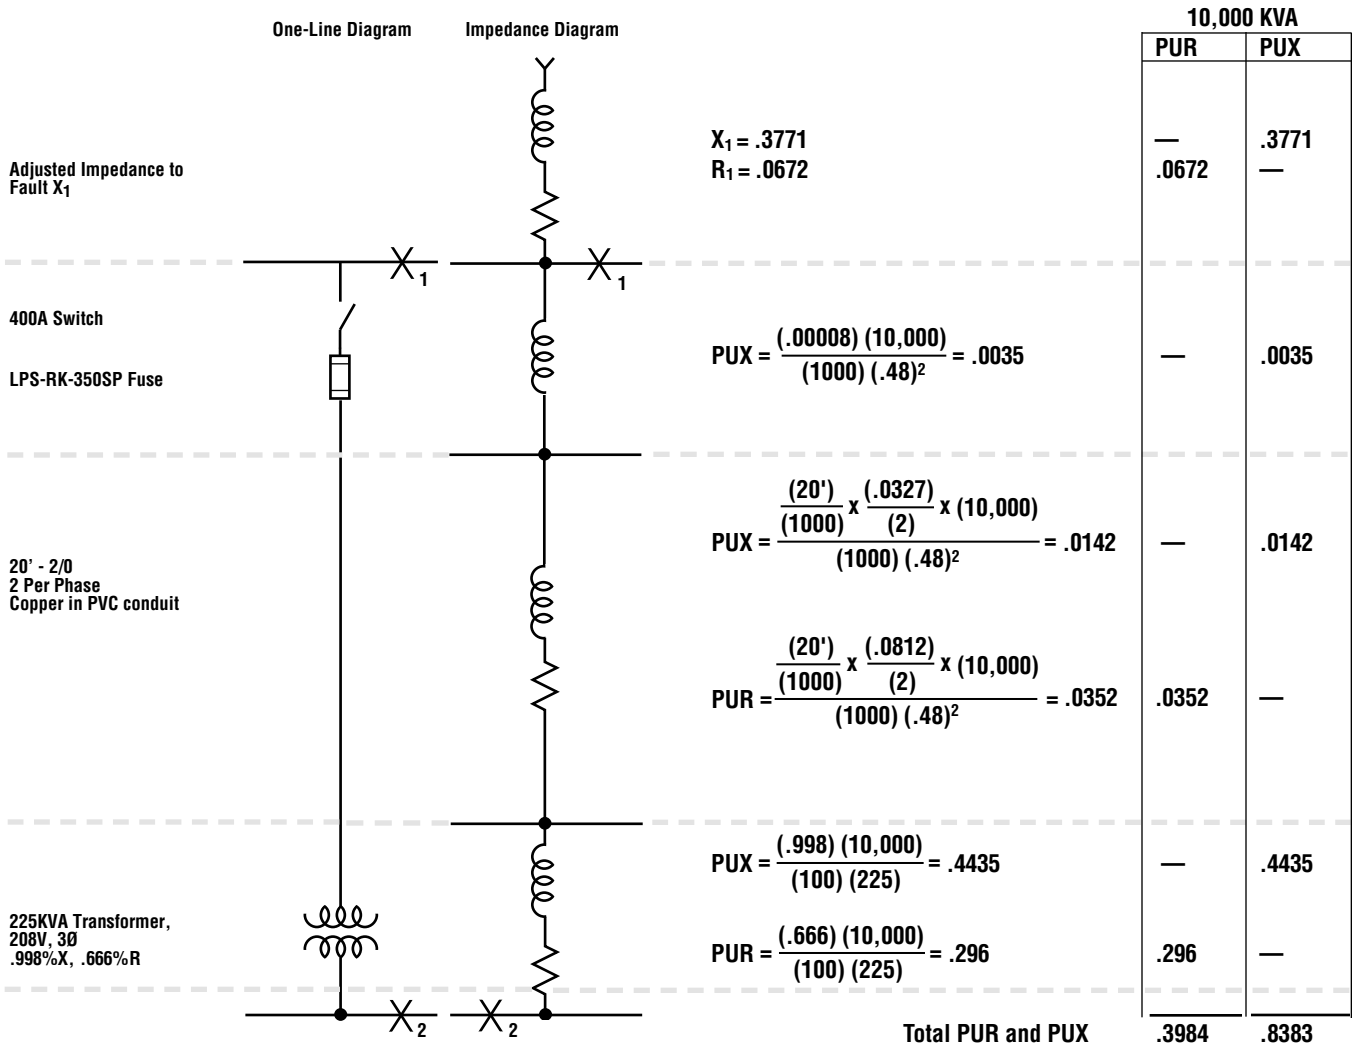 10,000 KVA
One-Line Diagram Impedance Diagram
PUR PUX
Adjusted Impedance to
Fault X1
X1 = .3771 — .3771
R1 = .0672 .0672 —
X1 X1
400A Switch
LPS-RK-350SP Fuse
PUX = (.00008) (10,000) / (1000) (.48)² = .0035 — .0035
20' - 2/0
2 Per Phase
Copper in PVC conduit
PUX = (20') / (1000) x (.0327) / (2) x (10,000) / (1000) (.48)² = .0142 — .0142
PUR = (20') / (1000) x (.0812) / (2) x (10,000) / (1000) (.48)² = .0352 .0352 —
225KVA Transformer,
208V, 3Ø
.998%X, .666%R
PUX = (.998) (10,000) / (100) (225) = .4435 — .4435
PUR = (.666) (10,000) / (100) (225) = .296 .296 —
X2 X2
Total PUR and PUX .3984 .8383